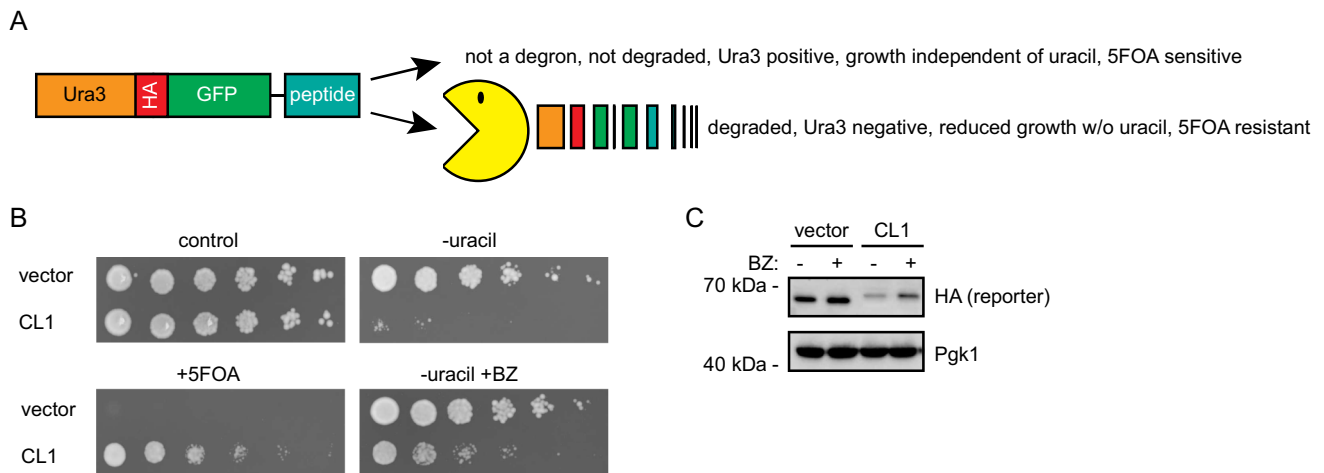 A
Ura3 HA GFP peptide
not a degron, not degraded, Ura3 positive, growth independent of uracil, 5FOA sensitive
degraded, Ura3 negative, reduced growth w/o uracil, 5FOA resistant
B
control -uracil
vector
CL1
+5FOA -uracil +BZ
vector
CL1
C
vector CL1
BZ: - + - +
70 kDa - HA (reporter)
40 kDa - Pgk1